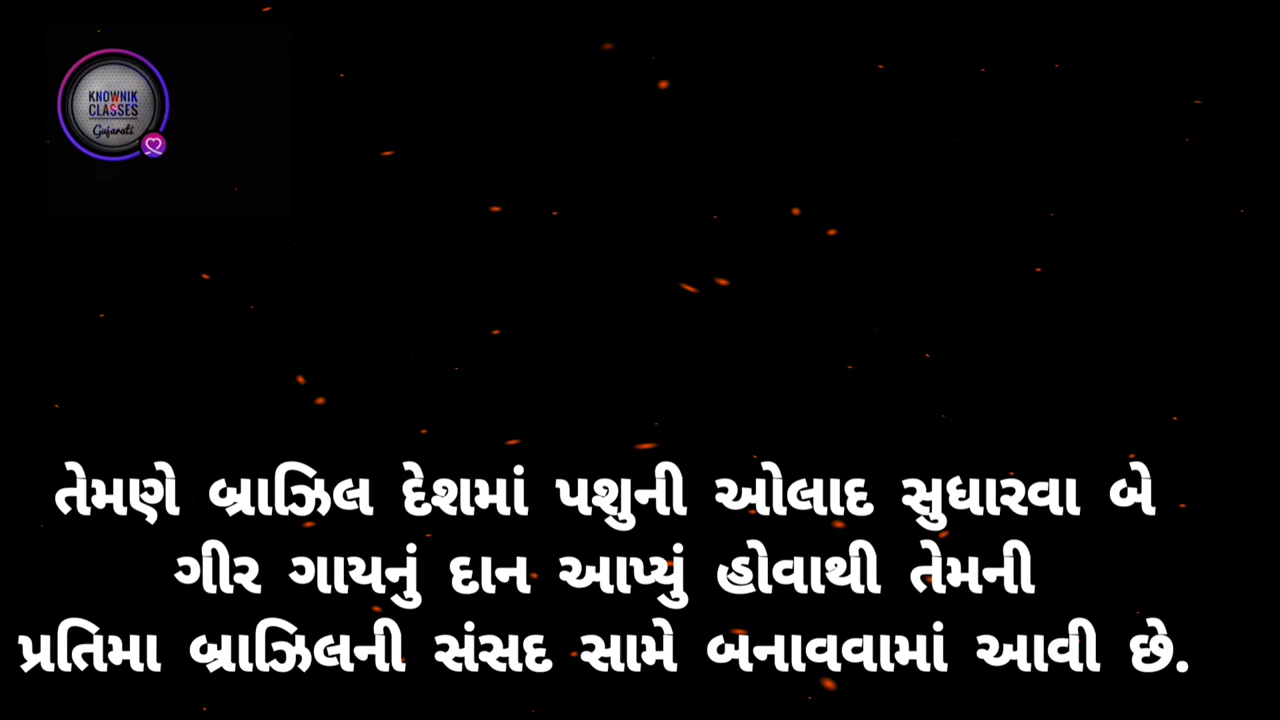 KNOWNIK
CLASSES
Gujarati
તેમણે બ્રાઝિલ દેશમાં પશુની ઓલાદ સુધારવા બે
ગીર ગાયનું દાન આપ્યું હોવાથી તેમની
પ્રતિમા બ્રાઝિલની સંસદ સામે બનાવવામાં આવી છે.